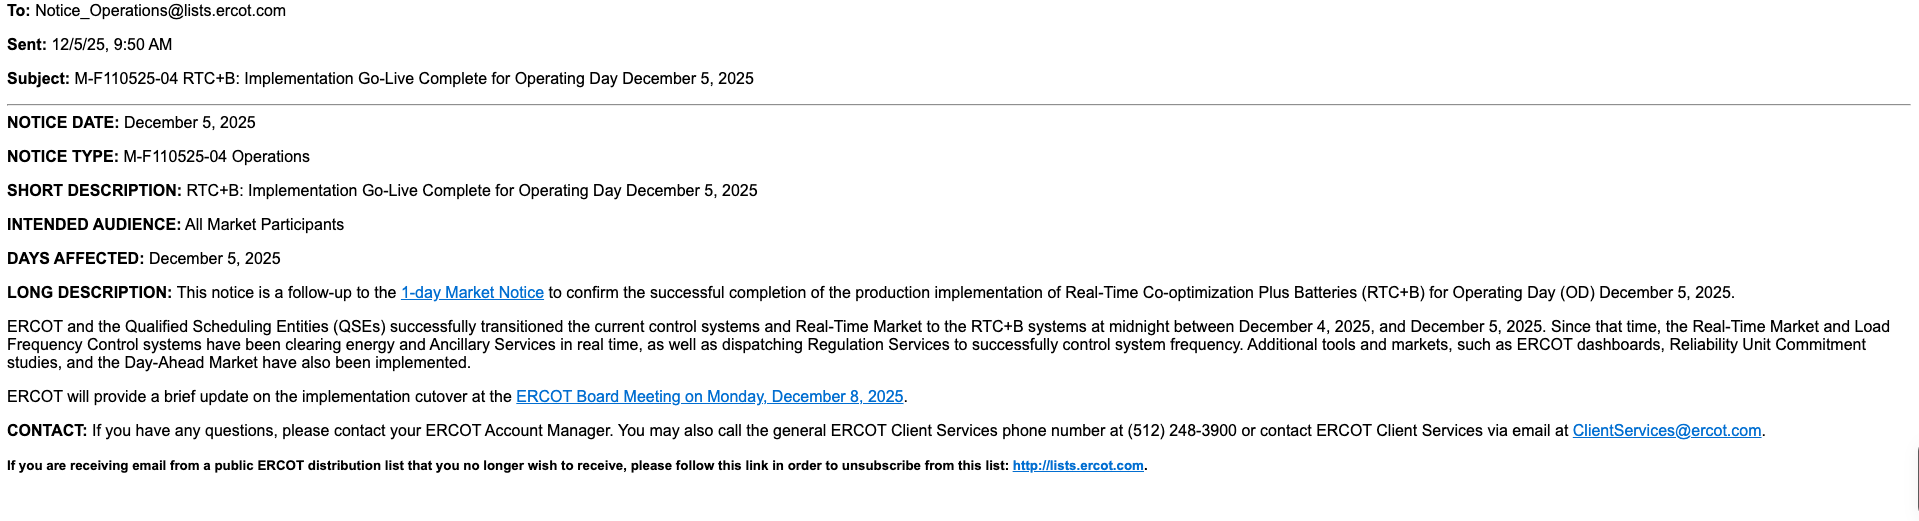 To: Notice_Operations@lists.ercot.com
Sent: 12/5/25, 9:50 AM
Subject: M-F110525-04 RTC+B: Implementation Go-Live Complete for Operating Day December 5, 2025
NOTICE DATE: December 5, 2025
NOTICE TYPE: M-F110525-04 Operations
SHORT DESCRIPTION: RTC+B: Implementation Go-Live Complete for Operating Day December 5, 2025
INTENDED AUDIENCE: All Market Participants
DAYS AFFECTED: December 5, 2025
LONG DESCRIPTION: This notice is a follow-up to the 1-day Market Notice to confirm the successful completion of the production implementation of Real-Time Co-optimization Plus Batteries (RTC+B) for Operating Day (OD) December 5, 2025.
ERCOT and the Qualified Scheduling Entities (QSEs) successfully transitioned the current control systems and Real-Time Market to the RTC+B systems at midnight between December 4, 2025, and December 5, 2025. Since that time, the Real-Time Market and Load
Frequency Control systems have been clearing energy and Ancillary Services in real time, as well as dispatching Regulation Services to successfully control system frequency. Additional tools and markets, such as ERCOT dashboards, Reliability Unit Commitment
studies, and the Day-Ahead Market have also been implemented.
ERCOT will provide a brief update on the implementation cutover at the ERCOT Board Meeting on Monday, December 8, 2025.
CONTACT: If you have any questions, please contact your ERCOT Account Manager. You may also call the general ERCOT Client Services phone number at (512) 248-3900 or contact ERCOT Client Services via email at ClientServices@ercot.com.
If you are receiving email from a public ERCOT distribution list that you no longer wish to receive, please follow this link in order to unsubscribe from this list: http://lists.ercot.com.